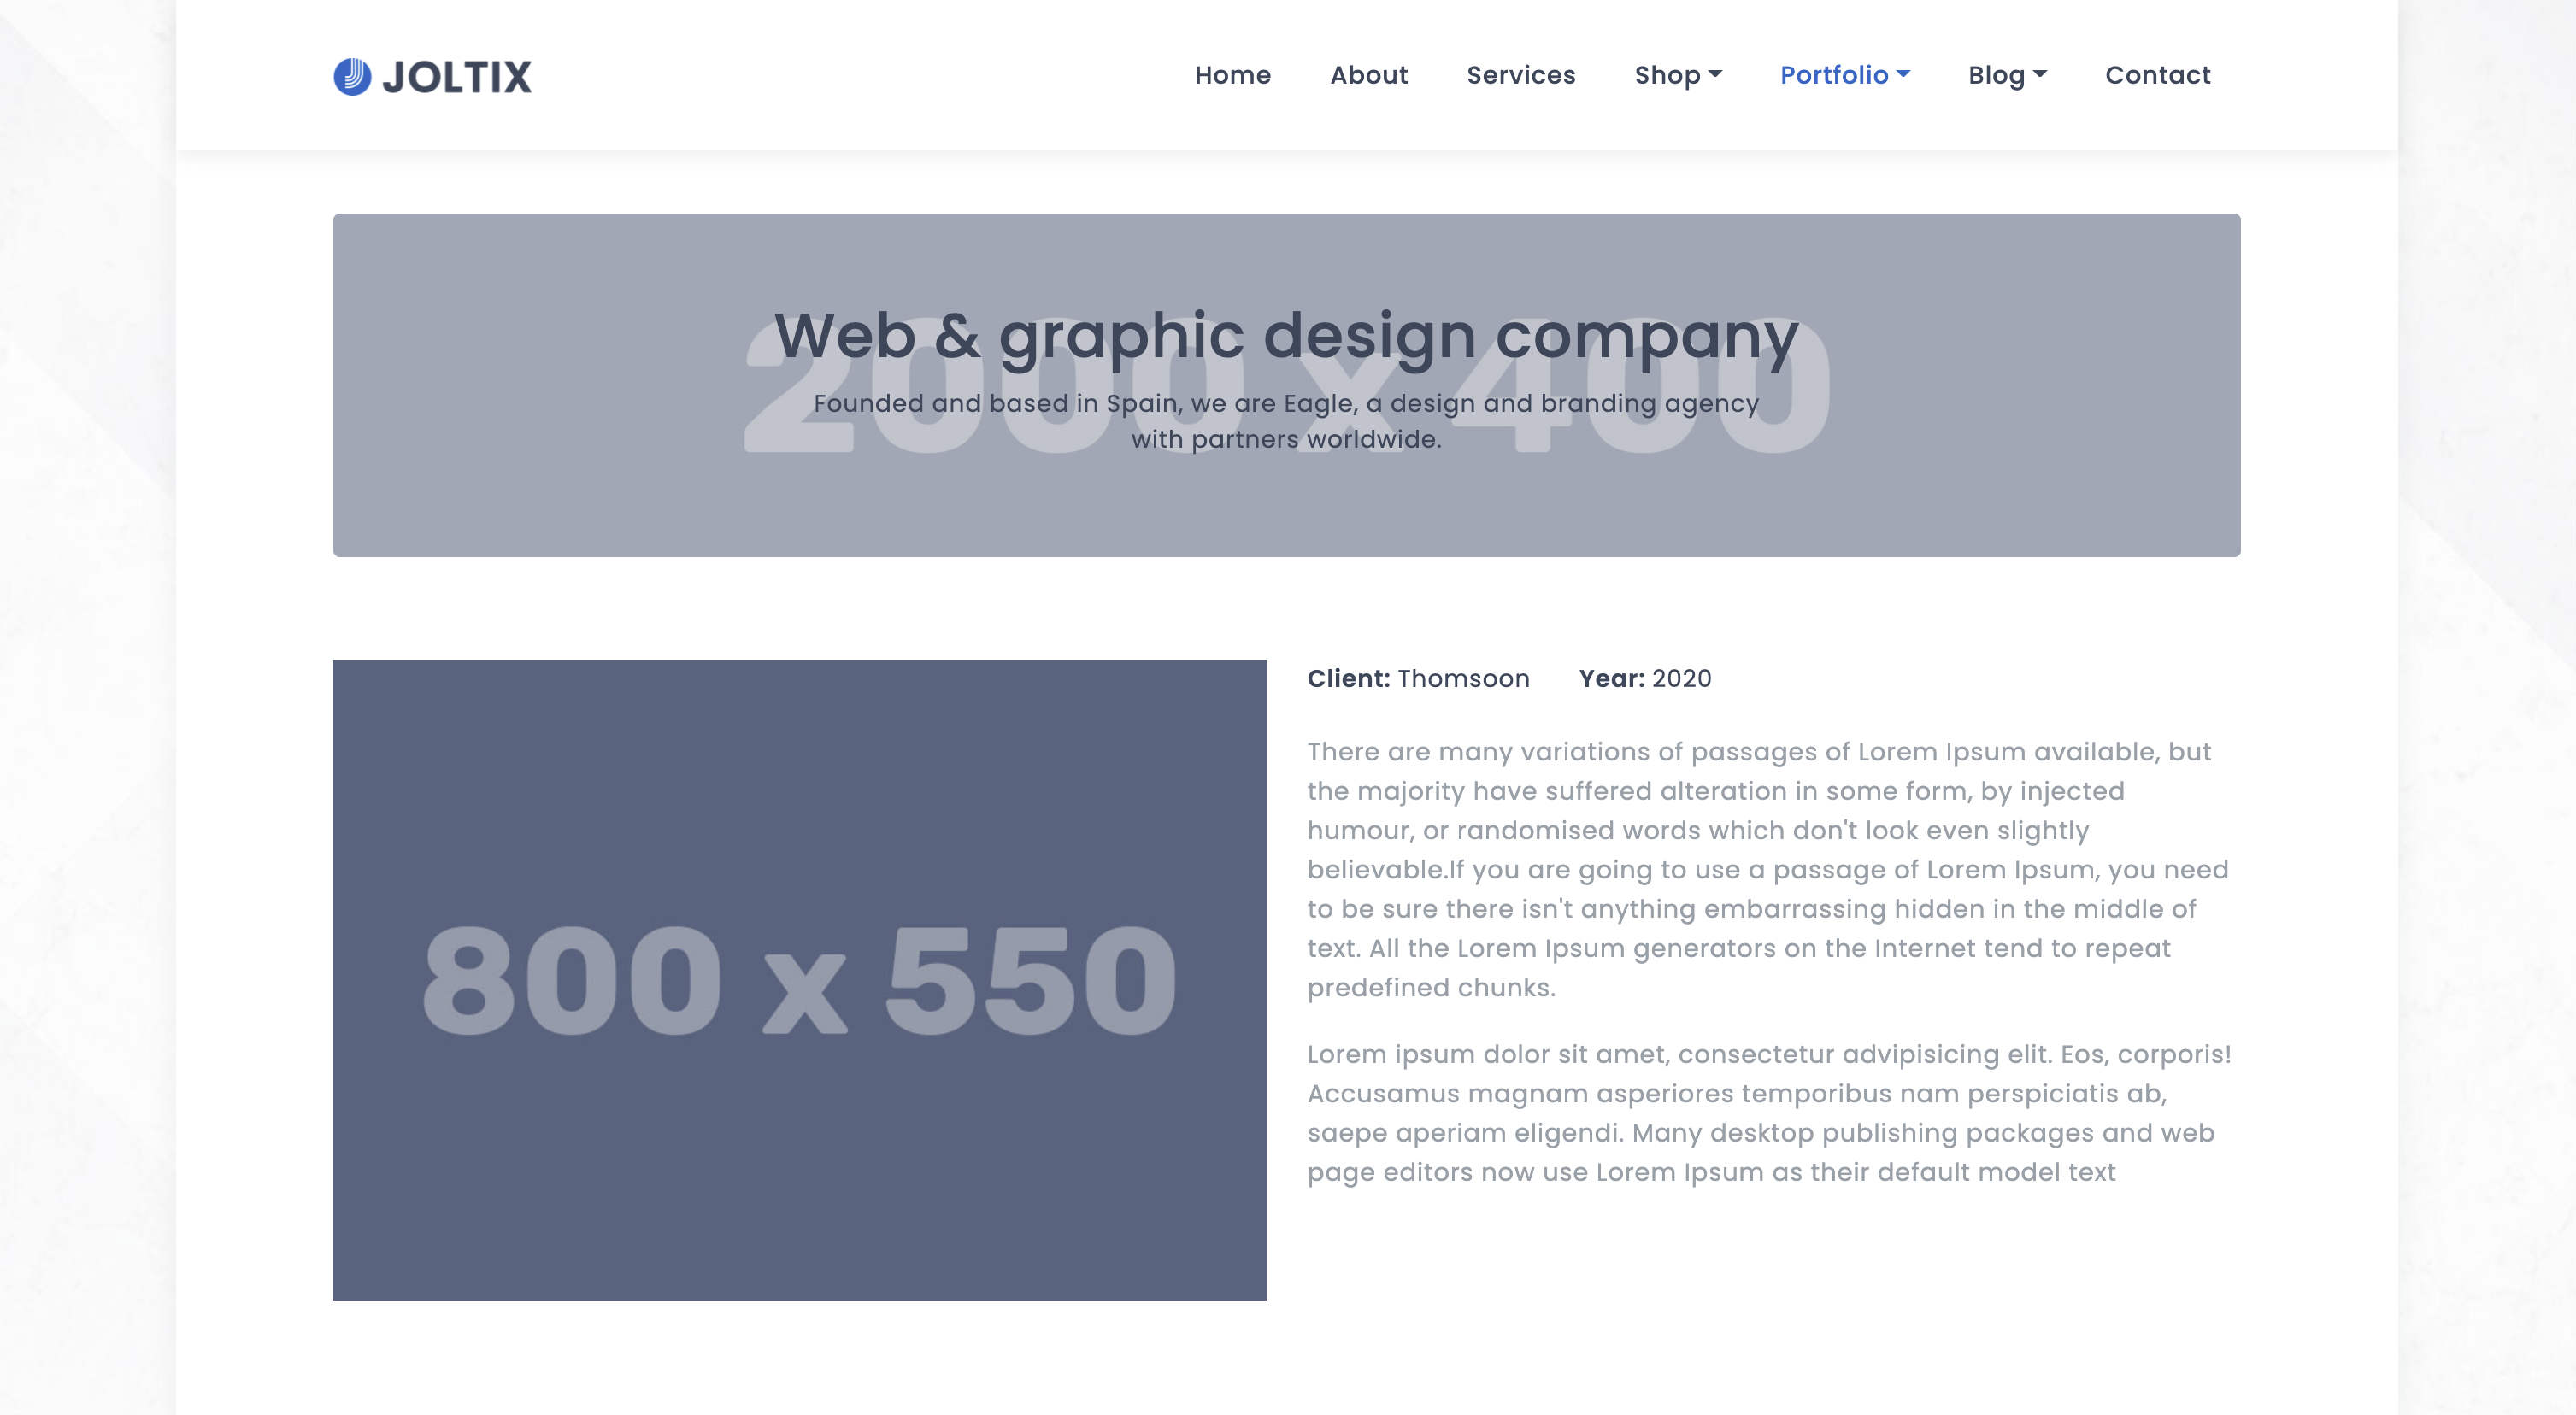 JOLTIX
Home About Services Shop Portfolio Blog Contact
2000 x 400
Web & graphic design company
Founded and based in Spain, we are Eagle, a design and branding agency
with partners worldwide.
800 x 550
Client: Thomsoon Year: 2020
There are many variations of passages of Lorem Ipsum available, but
the majority have suffered alteration in some form, by injected
humour, or randomised words which don't look even slightly
believable.If you are going to use a passage of Lorem Ipsum, you need
to be sure there isn't anything embarrassing hidden in the middle of
text. All the Lorem Ipsum generators on the Internet tend to repeat
predefined chunks.
Lorem ipsum dolor sit amet, consectetur advipisicing elit. Eos, corporis!
Accusamus magnam asperiores temporibus nam perspiciatis ab,
saepe aperiam eligendi. Many desktop publishing packages and web
page editors now use Lorem Ipsum as their default model text